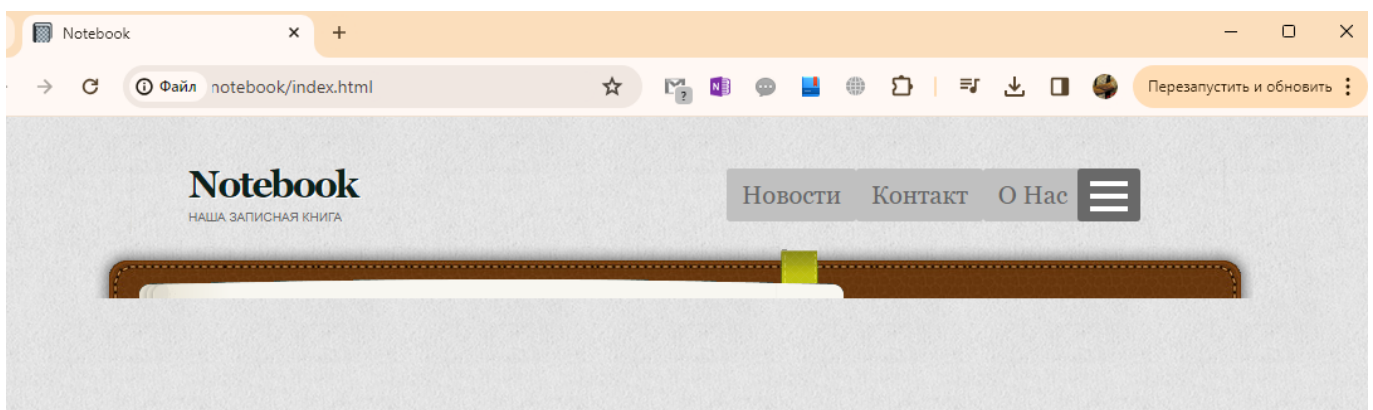 Notebook
Файл notebook/index.html
N
?
Перезапустить и обновить
Notebook
НАША ЗАПИСНАЯ КНИГА
Новости Контакт О Нас